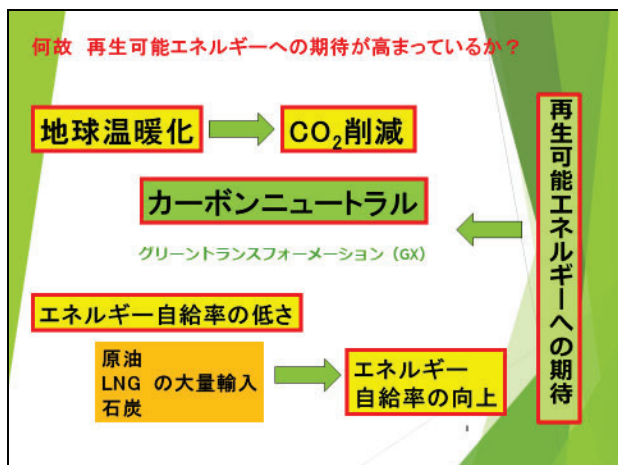 何故 再生可能エネルギーへの期待が高まっているか？
地球温暖化
CO₂削減
カーボンニュートラル
グリーントランスフォーメーション（GX）
エネルギー自給率の低さ
原油
LNG の大量輸入
石炭
エネルギー
自給率の向上
再生可能エネルギーへの期待